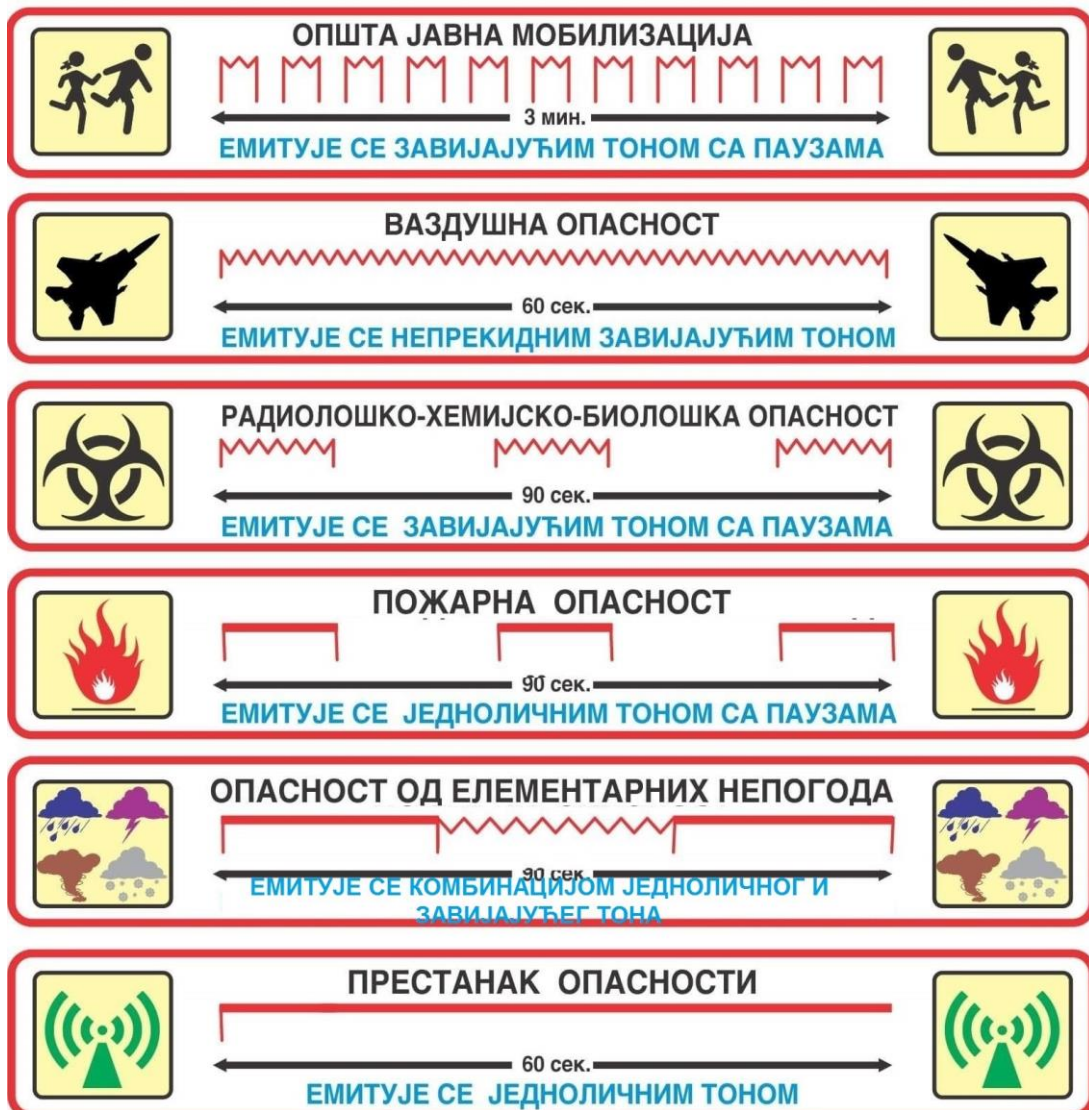 ОПШТА ЈАВНА МОБИЛИЗАЦИЈА
3 мин.
ЕМИТУЈЕ СЕ ЗАВИЈАЈУЋИМ ТОНОМ СА ПАУЗАМА
ВАЗДУШНА ОПАСНОСТ
60 сек.
ЕМИТУЈЕ СЕ НЕПРЕКИДНИМ ЗАВИЈАЈУЋИМ ТОНОМ
РАДИОЛОШКО-ХЕМИЈСКО-БИОЛОШКА ОПАСНОСТ
90 сек.
ЕМИТУЈЕ СЕ ЗАВИЈАЈУЋИМ ТОНОМ СА ПАУЗАМА
ПОЖАРНА ОПАСНОСТ
90 сек.
ЕМИТУЈЕ СЕ ЈЕДНОЛИЧНИМ ТОНОМ СА ПАУЗАМА
ОПАСНОСТ ОД ЕЛЕМЕНТАРНИХ НЕПОГОДА
90 сек.
ЕМИТУЈЕ СЕ КОМБИНАЦИЈОМ ЈЕДНОЛИЧНОГ И
ЗАВИЈАЈУЋЕГ ТОНА
ПРЕСТАНАК ОПАСНОСТИ
60 сек.
ЕМИТУЈЕ СЕ ЈЕДНОЛИЧНИМ ТОНОМ